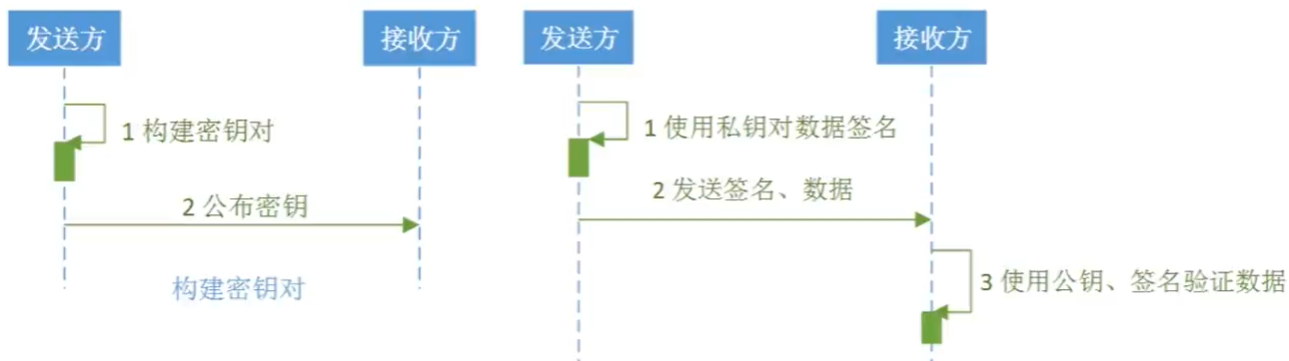 发送方
接收方
1 构建密钥对
2 公布密钥
构建密钥对
发送方
接收方
1 使用私钥对数据签名
2 发送签名、数据
3 使用公钥、签名验证数据